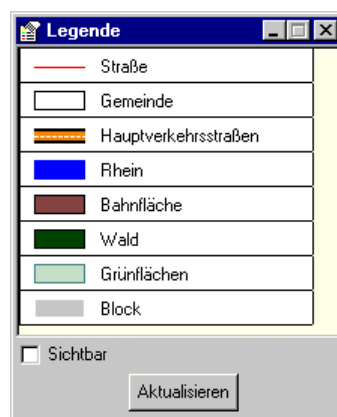 Legende
Straße
Gemeinde
Hauptverkehrsstraßen
Rhein
Bahnfläche
Wald
Grünflächen
Block
Sichtbar
Aktualisieren